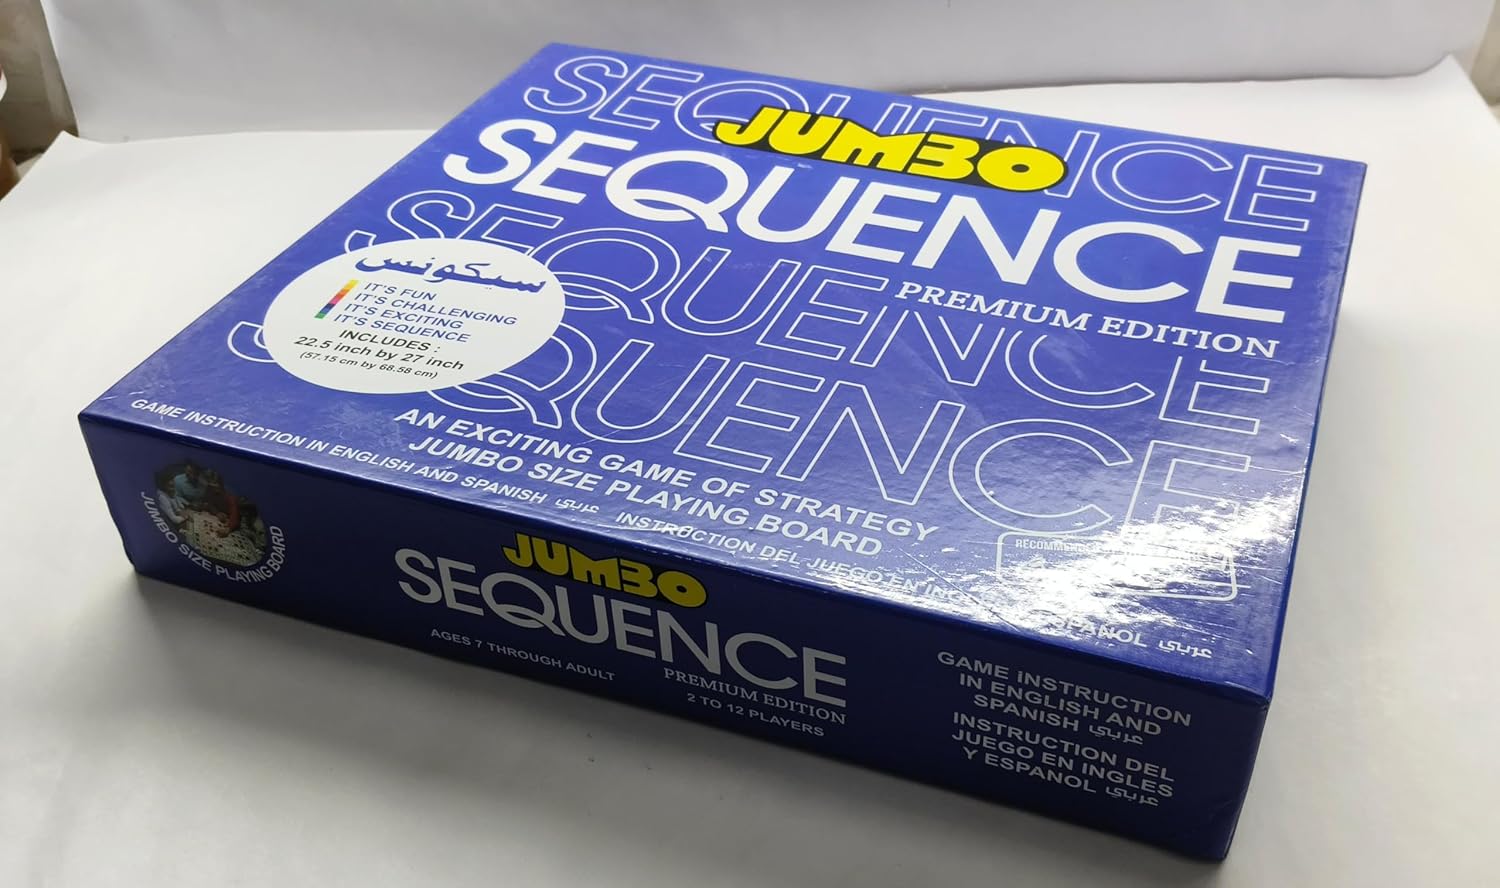 SEQUENCE
JUMBO
SEQUENCE
PREMIUM EDITION
SEQUENCE
SEQUENCE
سيكونس
IT'S FUN
IT'S CHALLENGING
IT'S EXCITING
IT'S SEQUENCE
INCLUDES :
22.5 inch by 27 inch
(57.15 cm by 68.58 cm)
AN EXCITING GAME OF STRATEGY
JUMBO SIZE PLAYING BOARD
GAME INSTRUCTION IN ENGLISH AND SPANISH عربي INSTRUCTION DEL JUEGO EN ESPANOL عربي
JUMBO SIZE PLAYING BOARD
JUMBO
SEQUENCE
PREMIUM EDITION
AGES 7 THROUGH ADULT
2 TO 12 PLAYERS
GAME INSTRUCTION
IN ENGLISH AND
SPANISH عربي
INSTRUCTION DEL
JUEGO EN INGLES
Y ESPANOL عربي